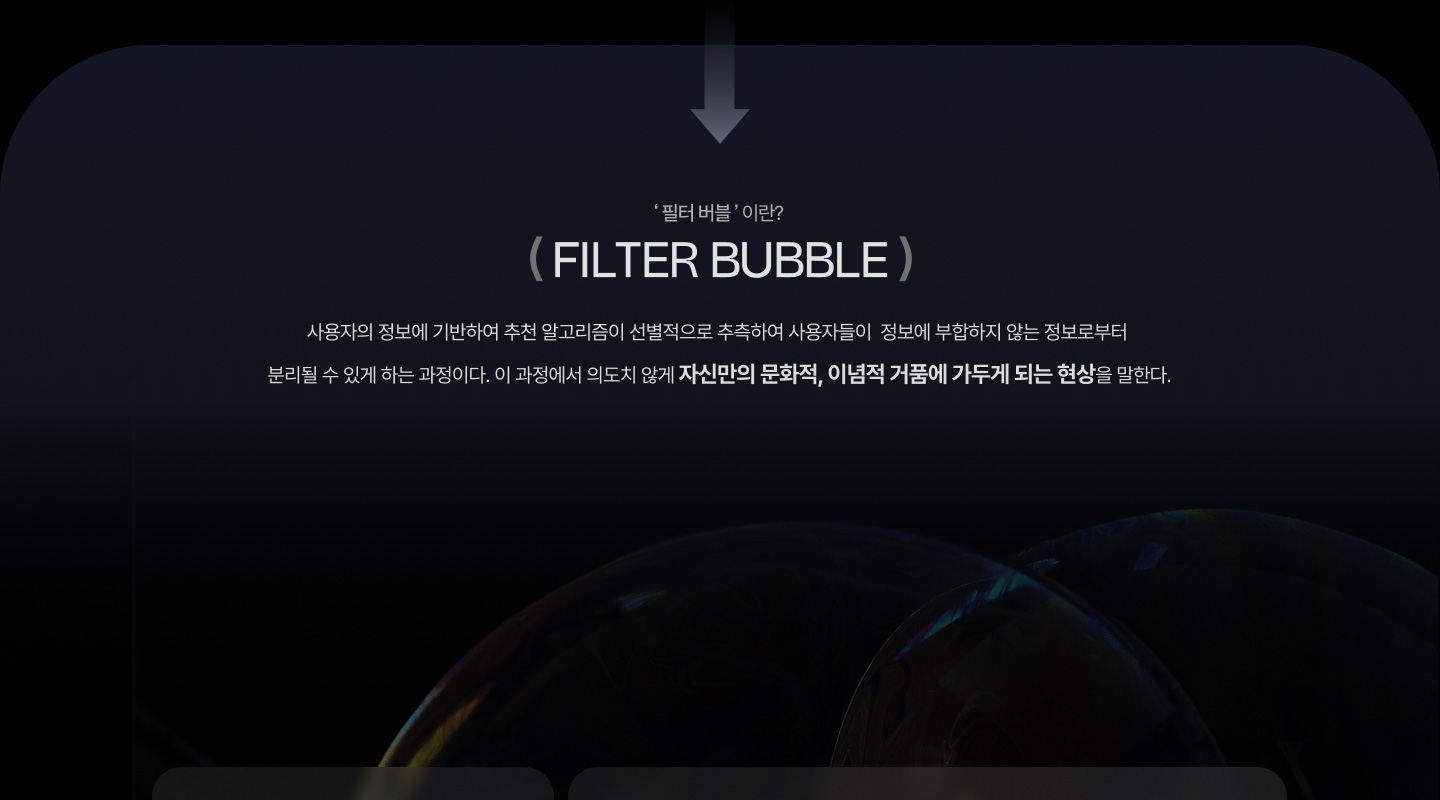 ‘ 필터 버블 ’ 이란?
( FILTER BUBBLE )
사용자의 정보에 기반하여 추천 알고리즘이 선별적으로 추측하여 사용자들이 정보에 부합하지 않는 정보로부터
분리될 수 있게 하는 과정이다. 이 과정에서 의도치 않게 자신만의 문화적, 이념적 거품에 가두게 되는 현상을 말한다.